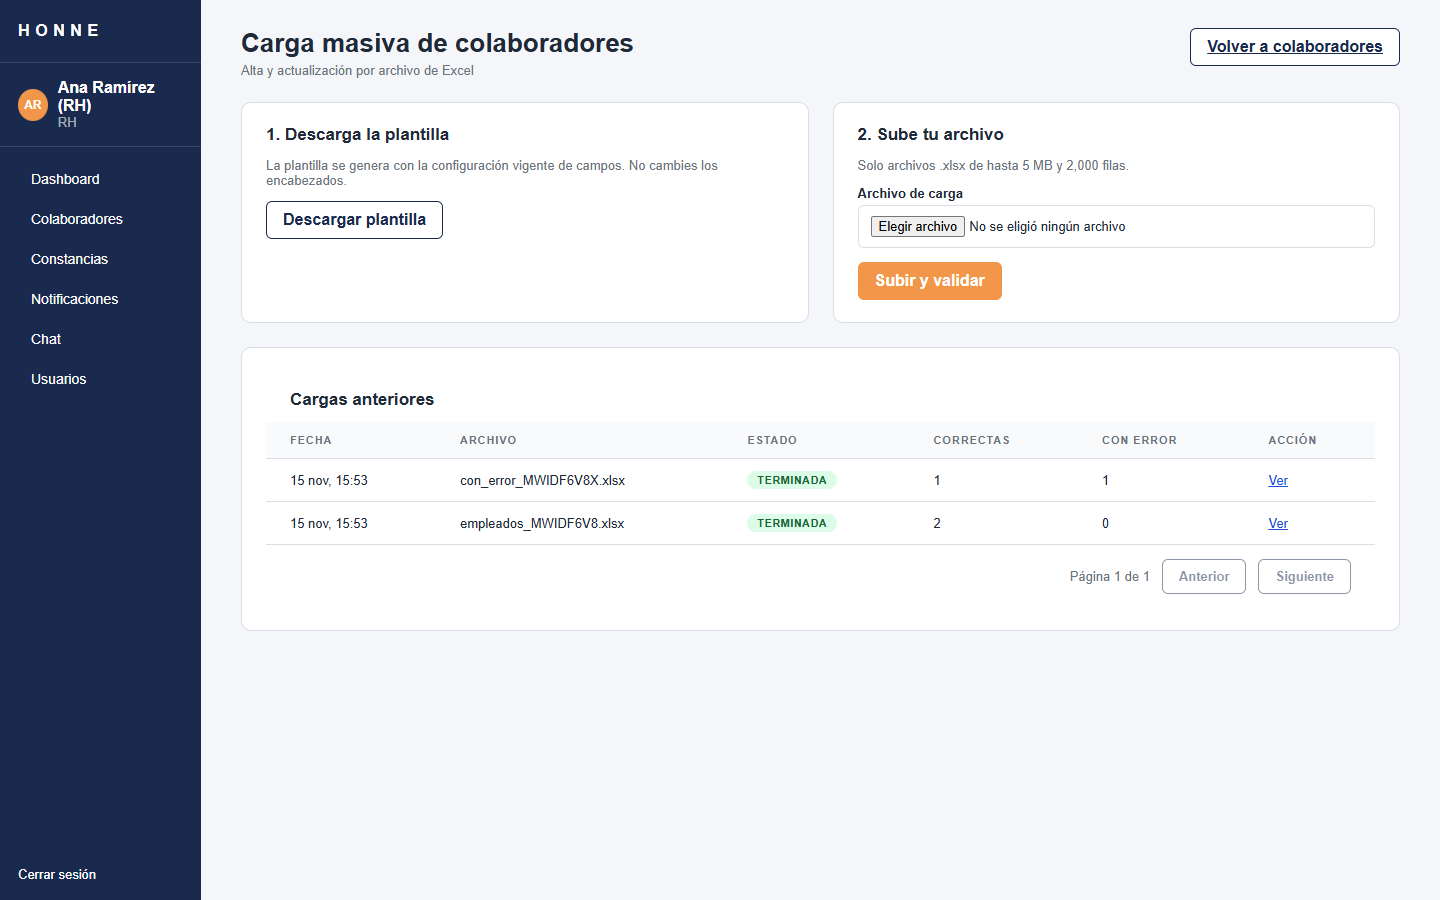 HONNE
AR
Ana Ramírez
(RH)
RH
Dashboard
Colaboradores
Constancias
Notificaciones
Chat
Usuarios
Cerrar sesión
Carga masiva de colaboradores
Alta y actualización por archivo de Excel
Volver a colaboradores
1. Descarga la plantilla
La plantilla se genera con la configuración vigente de campos. No cambies los
encabezados.
Descargar plantilla
2. Sube tu archivo
Solo archivos .xlsx de hasta 5 MB y 2,000 filas.
Archivo de carga
Elegir archivo No se eligió ningún archivo
Subir y validar
Cargas anteriores
FECHA ARCHIVO ESTADO CORRECTAS CON ERROR ACCIÓN
15 nov, 15:53 con_error_MWIDF6V8X.xlsx TERMINADA 1 1 Ver
15 nov, 15:53 empleados_MWIDF6V8.xlsx TERMINADA 2 0 Ver
Página 1 de 1 Anterior Siguiente